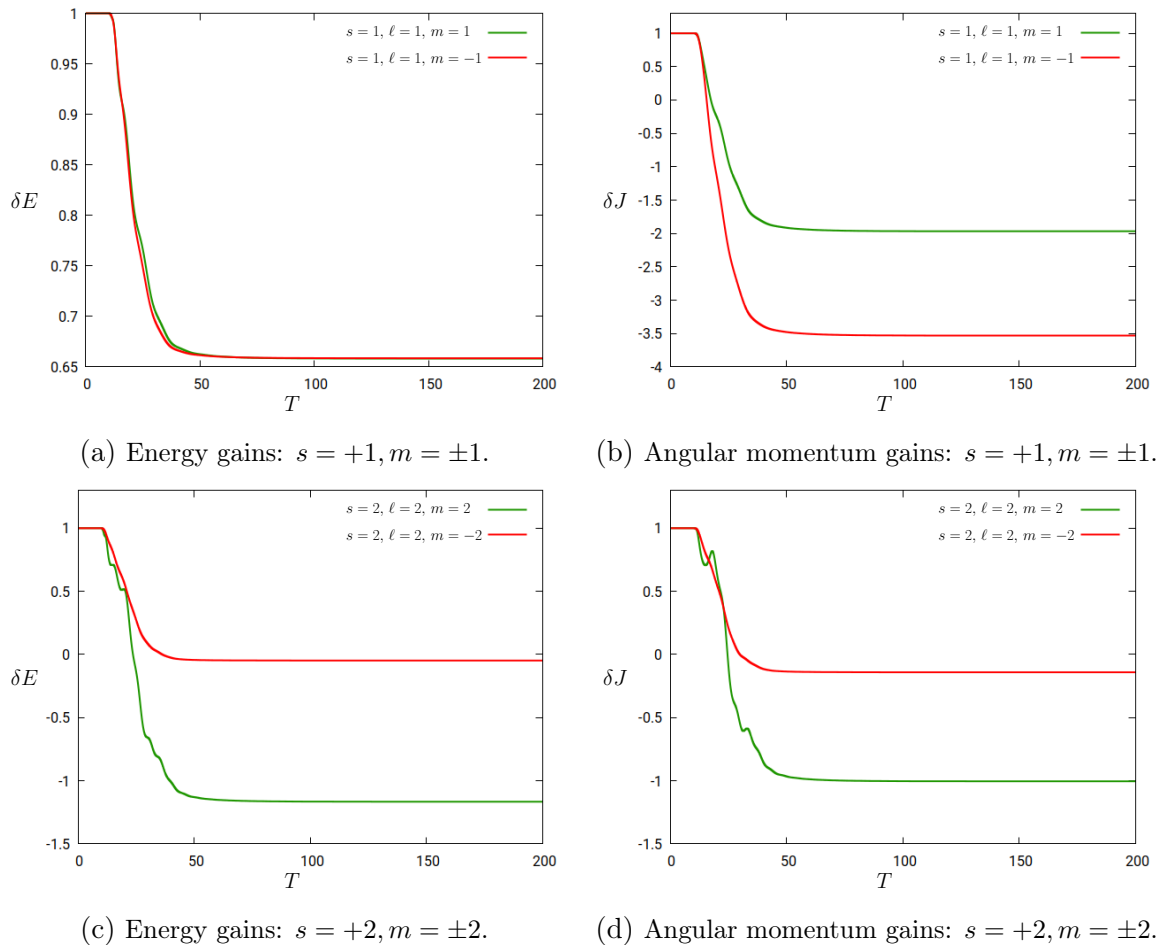 1
0.95
0.9
0.85
0.8
0.75
0.7
0.65
0 50 100 150 200
δE
T
s = 1, ℓ = 1, m = 1
s = 1, ℓ = 1, m = −1
(a) Energy gains: s = +1, m = ±1.
1
0.5
0
-0.5
-1
-1.5
-2
-2.5
-3
-3.5
-4
0 50 100 150 200
δJ
T
s = 1, ℓ = 1, m = 1
s = 1, ℓ = 1, m = −1
(b) Angular momentum gains: s = +1, m = ±1.
1
0.5
0
-0.5
-1
-1.5
0 50 100 150 200
δE
T
s = 2, ℓ = 2, m = 2
s = 2, ℓ = 2, m = −2
(c) Energy gains: s = +2, m = ±2.
1
0.5
0
-0.5
-1
-1.5
0 50 100 150 200
δJ
T
s = 2, ℓ = 2, m = 2
s = 2, ℓ = 2, m = −2
(d) Angular momentum gains: s = +2, m = ±2.